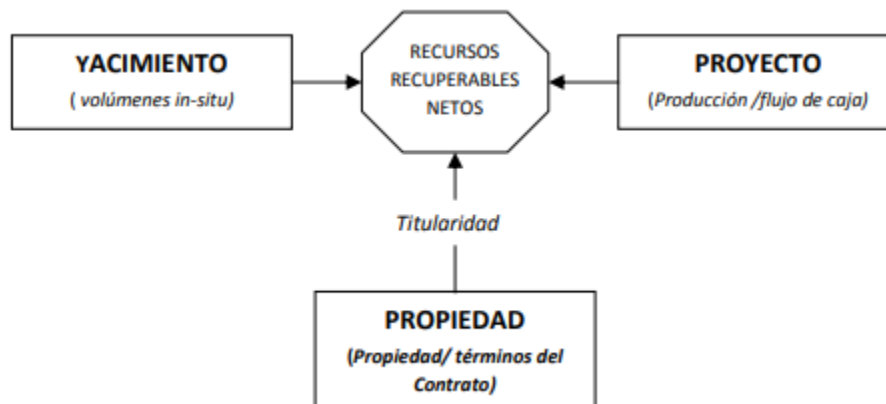 YACIMIENTO
( volúmenes in-situ)
RECURSOS
RECUPERABLES
NETOS
PROYECTO
(Producción /flujo de caja)
Titularidad
PROPIEDAD
(Propiedad/ términos del
Contrato)